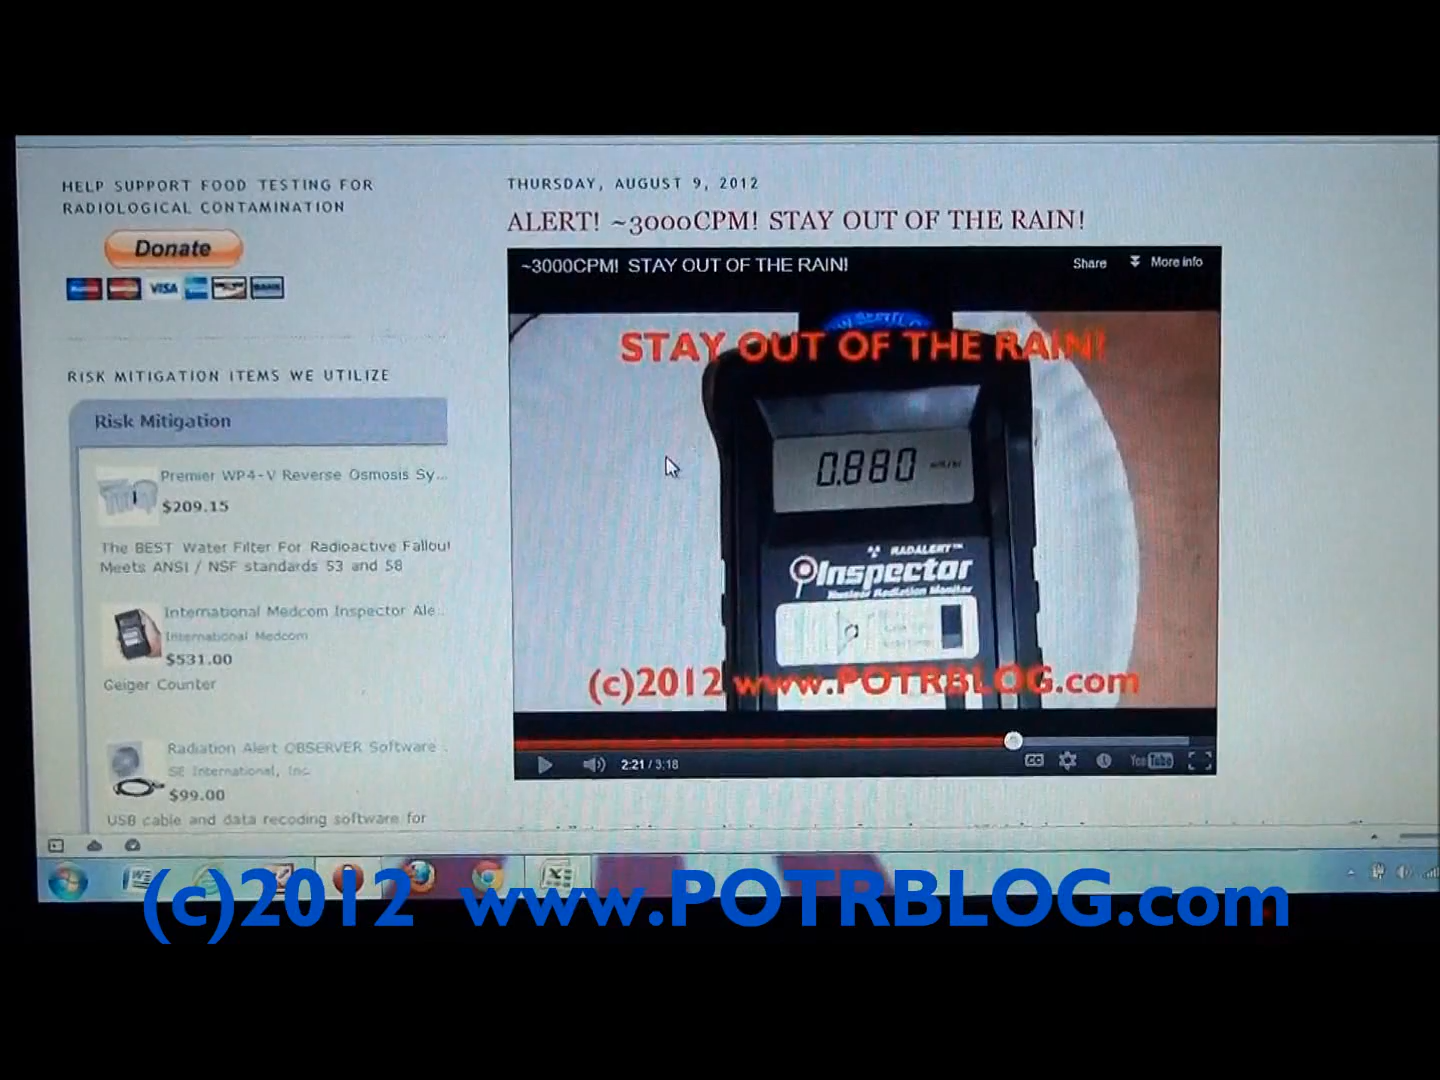 HELP SUPPORT FOOD TESTING FOR
RADIOLOGICAL CONTAMINATION
Donate
VISA
RISK MITIGATION ITEMS WE UTILIZE
Risk Mitigation
Premier WP4-V Reverse Osmosis Sy...
$209.15
The BEST Water Filter For Radioactive Fallout
Meets ANSI / NSF standards 53 and 58
International Medcom Inspector Ale...
International Medcom
$531.00
Geiger Counter
Radiation Alert OBSERVER Software
SE International, Inc.
$99.00
USB cable and data recoding software for
THURSDAY, AUGUST 9, 2012
ALERT! ~3000CPM! STAY OUT OF THE RAIN!
~3000CPM! STAY OUT OF THE RAIN!
Share
More info
STAY OUT OF THE RAIN!
0.880
RADALERT™
Inspector
Nuclear Radiation Monitor
(c)2012 www.POTRBLOG.com
2:21 / 3:18
CC
YouTube
(c)2012 www.POTRBLOG.com